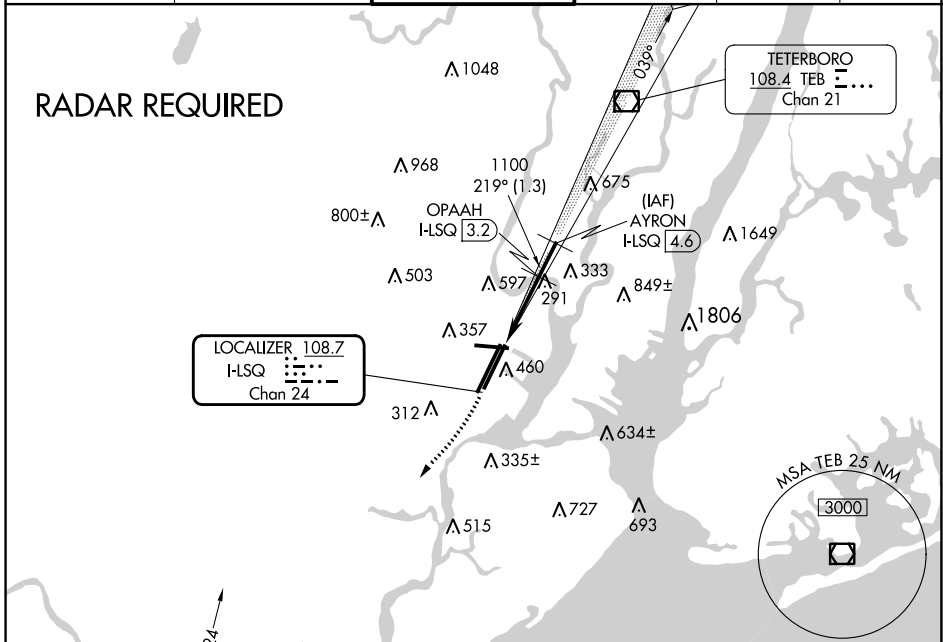 1048
039°
TETERBORO
108.4 TEB
Chan 21
RADAR REQUIRED
968
1100
219° (1.3)
675
(IAF)
AYRON
I-LSQ 4.6
OPAAH
I-LSQ 3.2
800±
1649
503
597
291
333
849±
1806
357
LOCALIZER 108.7
I-LSQ
Chan 24
460
312
634±
335±
MSA TEB 25 NM
3000
727
693
515